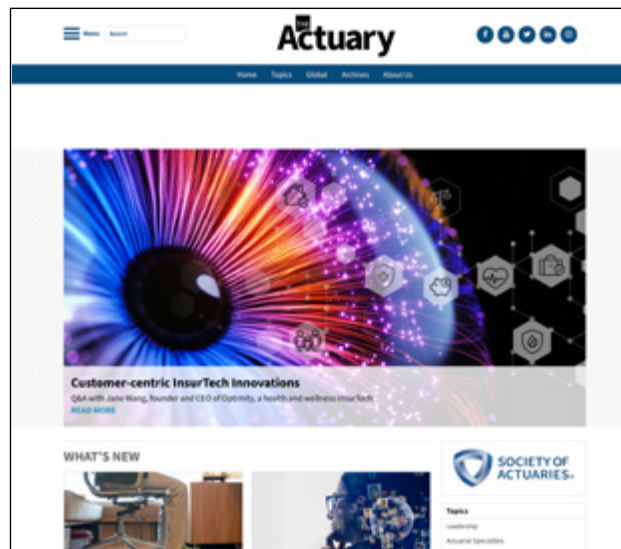 Menu
Search
THE
Actuary
Home Topics Global Archives About Us
Customer-centric InsurTech Innovations
Q&A with Jane Wang, founder and CEO of Optimity, a health and wellness InsurTech
READ MORE
WHAT'S NEW
SOCIETY OF
ACTUARIES®
Topics
Leadership
Actuarial Specialties